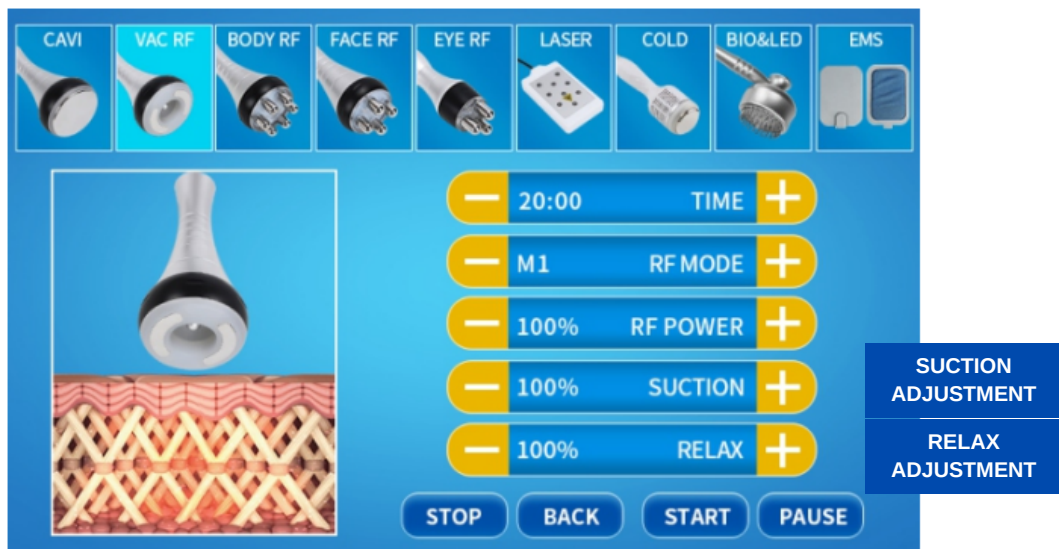 CAVI VAC RF BODY RF FACE RF EYE RF LASER COLD BIO&LED EMS
20:00 TIME
M1 RF MODE
100% RF POWER
100% SUCTION
100% RELAX
SUCTION
ADJUSTMENT
RELAX
ADJUSTMENT
STOP BACK START PAUSE